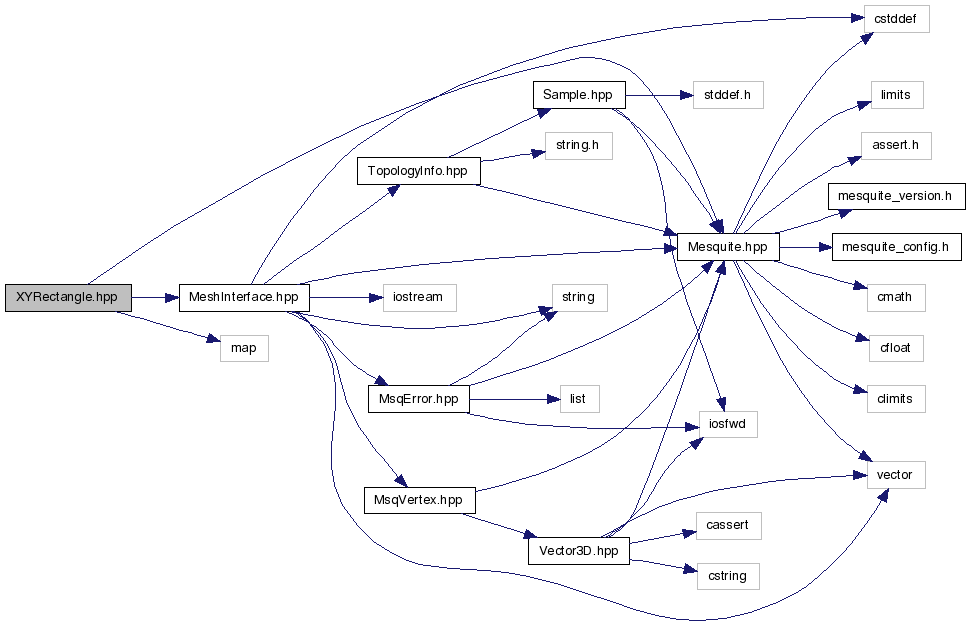 cstddef
Sample.hpp
stddef.h
limits
string.h
assert.h
TopologyInfo.hpp
mesquite_version.h
Mesquite.hpp
mesquite_config.h
XYRectangle.hpp
MeshInterface.hpp
iostream
string
cmath
map
cfloat
MsqError.hpp
list
climits
iosfwd
vector
MsqVertex.hpp
cassert
Vector3D.hpp
cstring